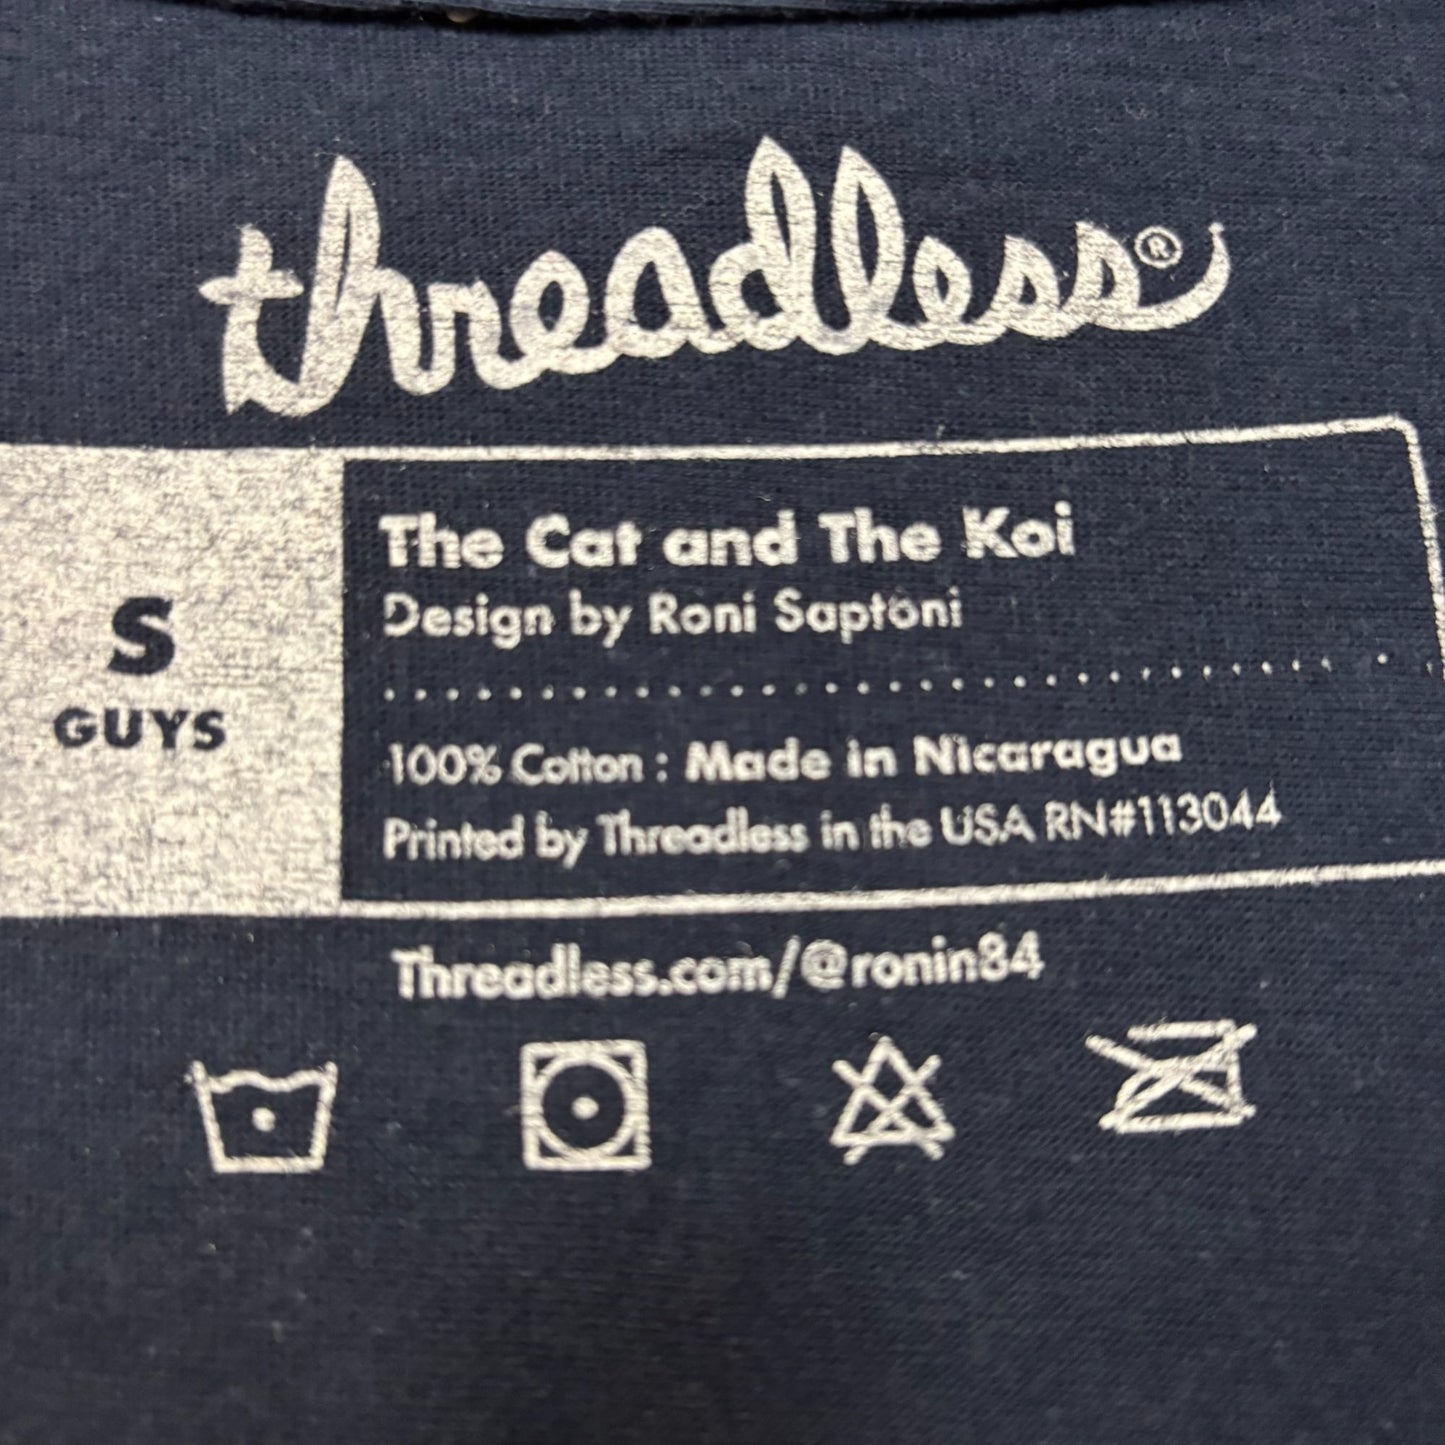 threadless®
S
GUYS
The Cat and The Koi
Design by Roni Saptoni
100% Cotton : Made in Nicaragua
Printed by Threadless in the USA RN#113044
Threadless.com/@ronin84